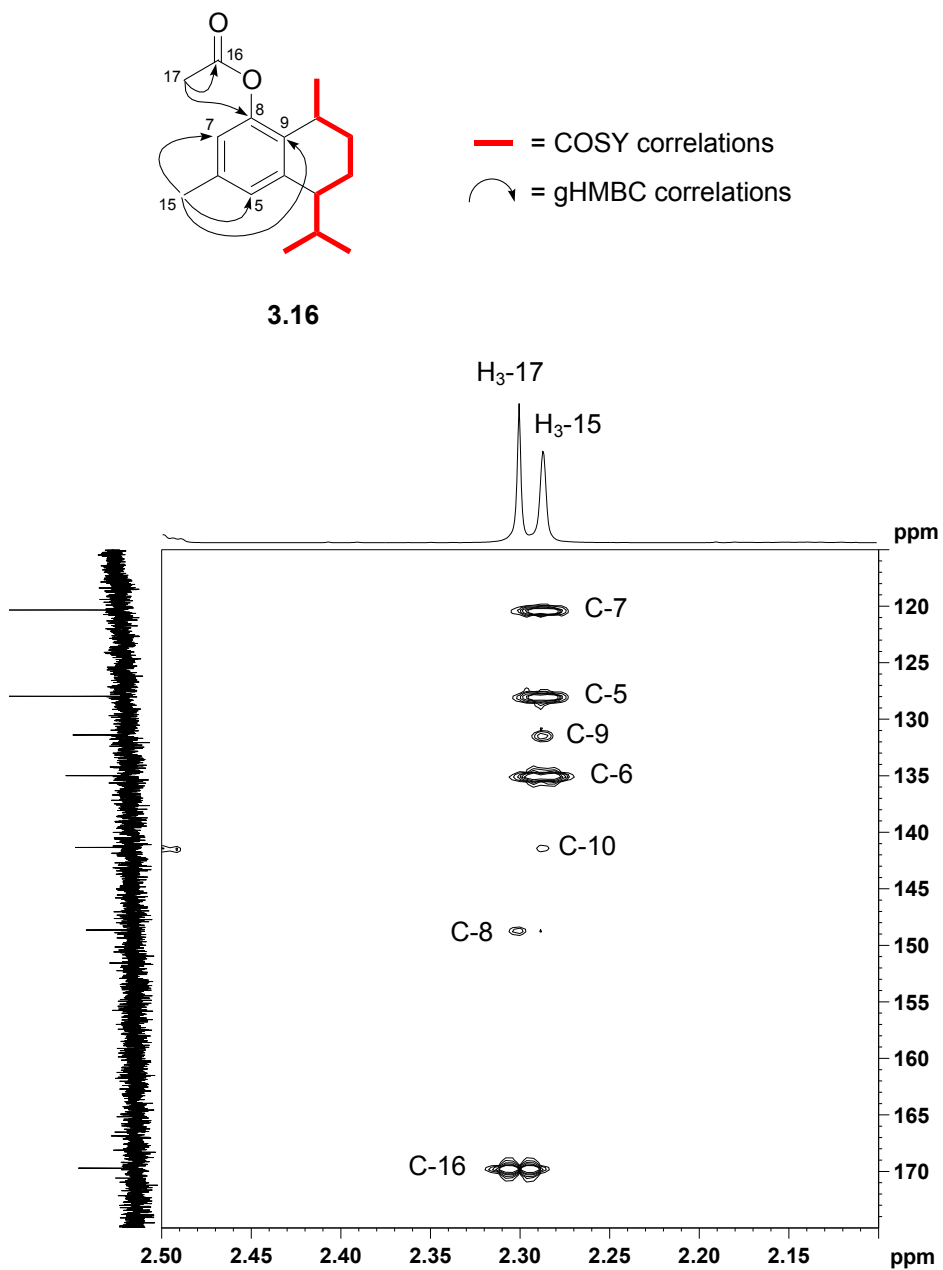 O
16
17
O
8
7
9
15
5
= COSY correlations
= gHMBC correlations
3.16
H3-17
H3-15
ppm
C-7
120
125
C-5
C-9
130
C-6
135
C-10
140
145
C-8
150
155
160
165
C-16
170
2.50 2.45 2.40 2.35 2.30 2.25 2.20 2.15 ppm